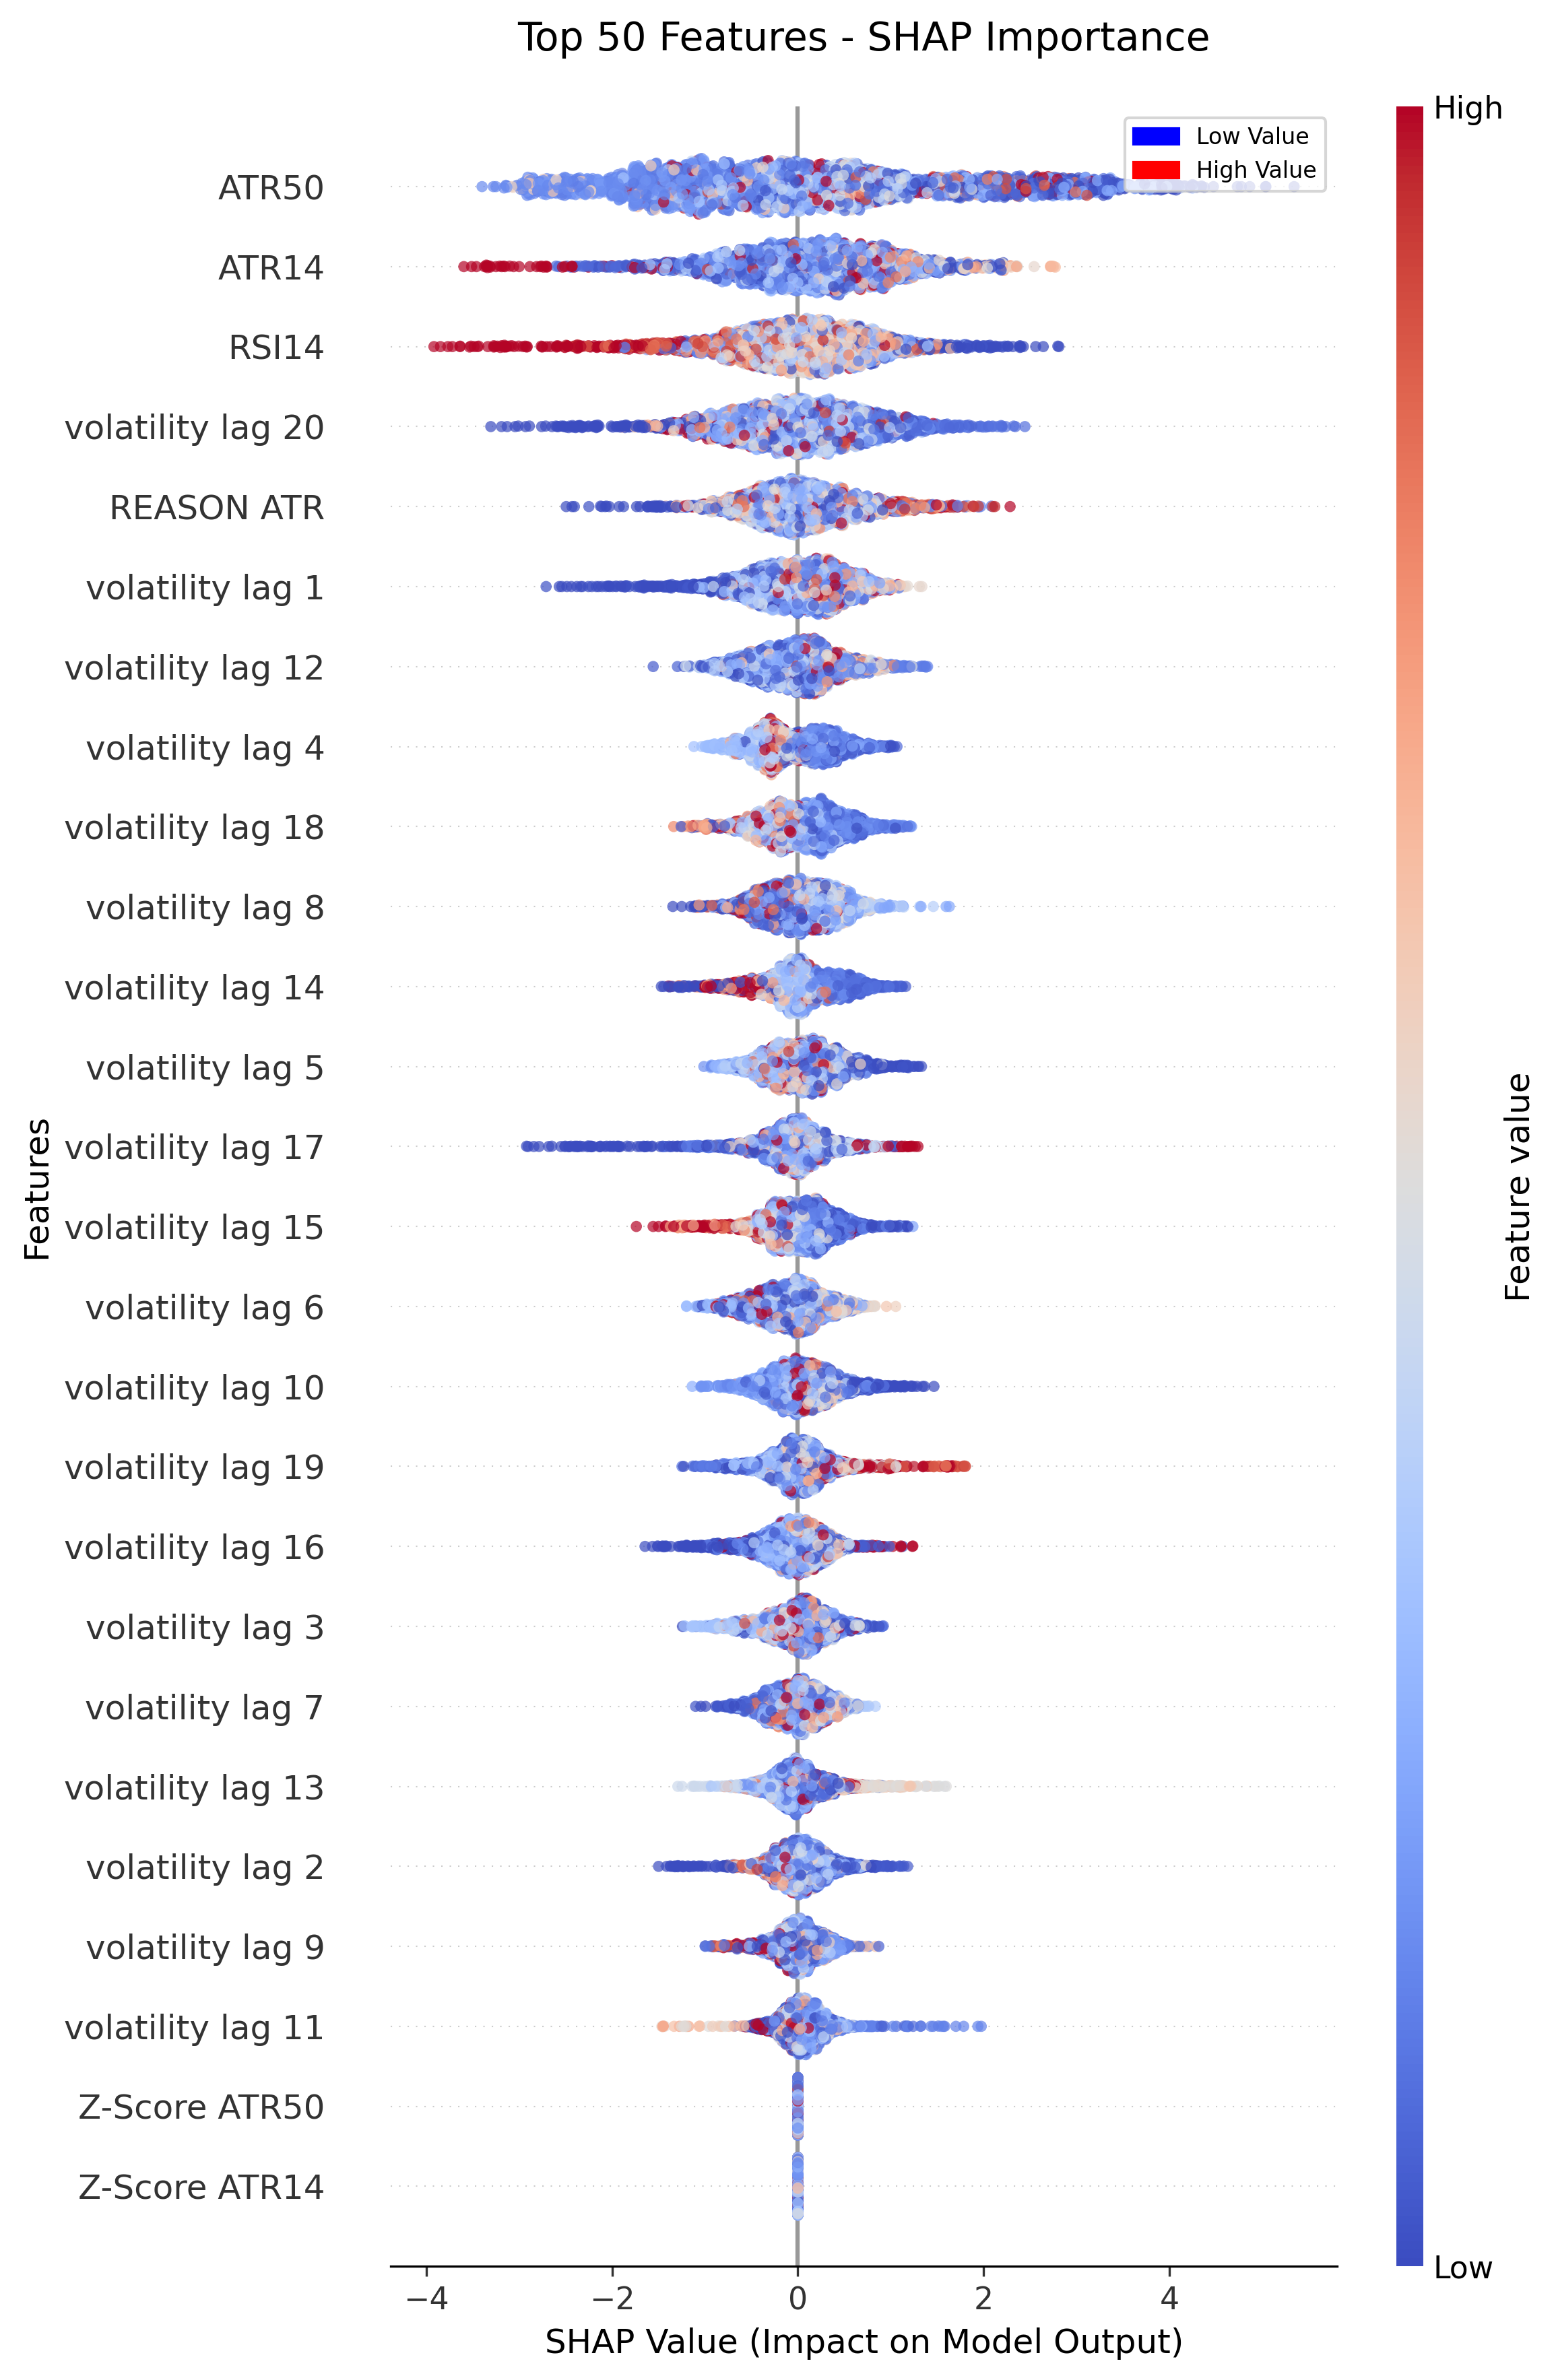 Top 50 Features - SHAP Importance
High
Low Value
High Value
ATR50
ATR14
RSI14
volatility lag 20
REASON ATR
volatility lag 1
volatility lag 12
volatility lag 4
volatility lag 18
volatility lag 8
volatility lag 14
volatility lag 5
volatility lag 17
volatility lag 15
volatility lag 6
volatility lag 10
volatility lag 19
volatility lag 16
volatility lag 3
volatility lag 7
volatility lag 13
volatility lag 2
volatility lag 9
volatility lag 11
Z-Score ATR50
Z-Score ATR14
Features
Feature value
Low
−4 −2 0 2 4
SHAP Value (Impact on Model Output)